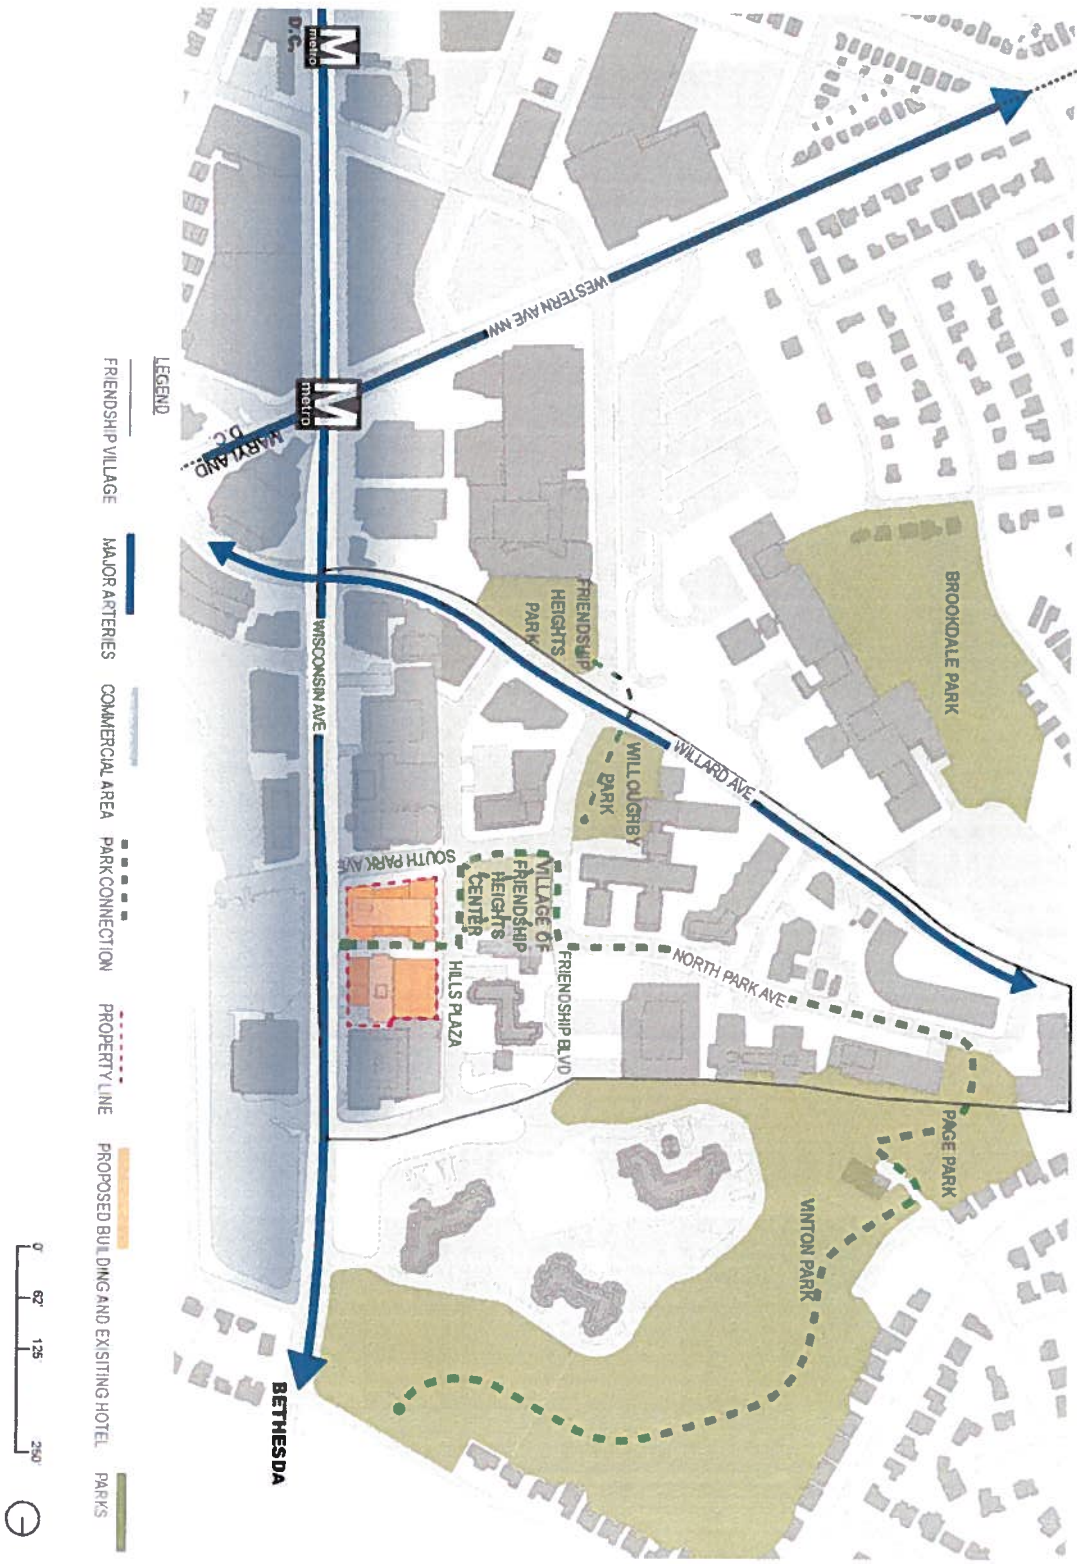 M
metro
D.C.
WESTERN AVE NW
M
metro
MARYLAND
D.C.
BROOKDALE PARK
FRIENDSHIP
HEIGHTS
PARK
WISCONSIN AVE
WILLARD AVE
WILLOUGHBY
PARK
SOUTH PARK AVE
VILLAGE OF
FRIENDSHIP
HEIGHTS
CENTER
FRIENDSHIP BLVD
HILLS PLAZA
NORTH PARK AVE
PAGE PARK
VINTON PARK
BETHESDA
LEGEND
FRIENDSHIP VILLAGE
MAJOR ARTERIES
COMMERCIAL AREA
PARK CONNECTION
PROPERTY LINE
PROPOSED BUILDING AND EXISITING HOTEL
PARKS
0' 62' 125' 250'